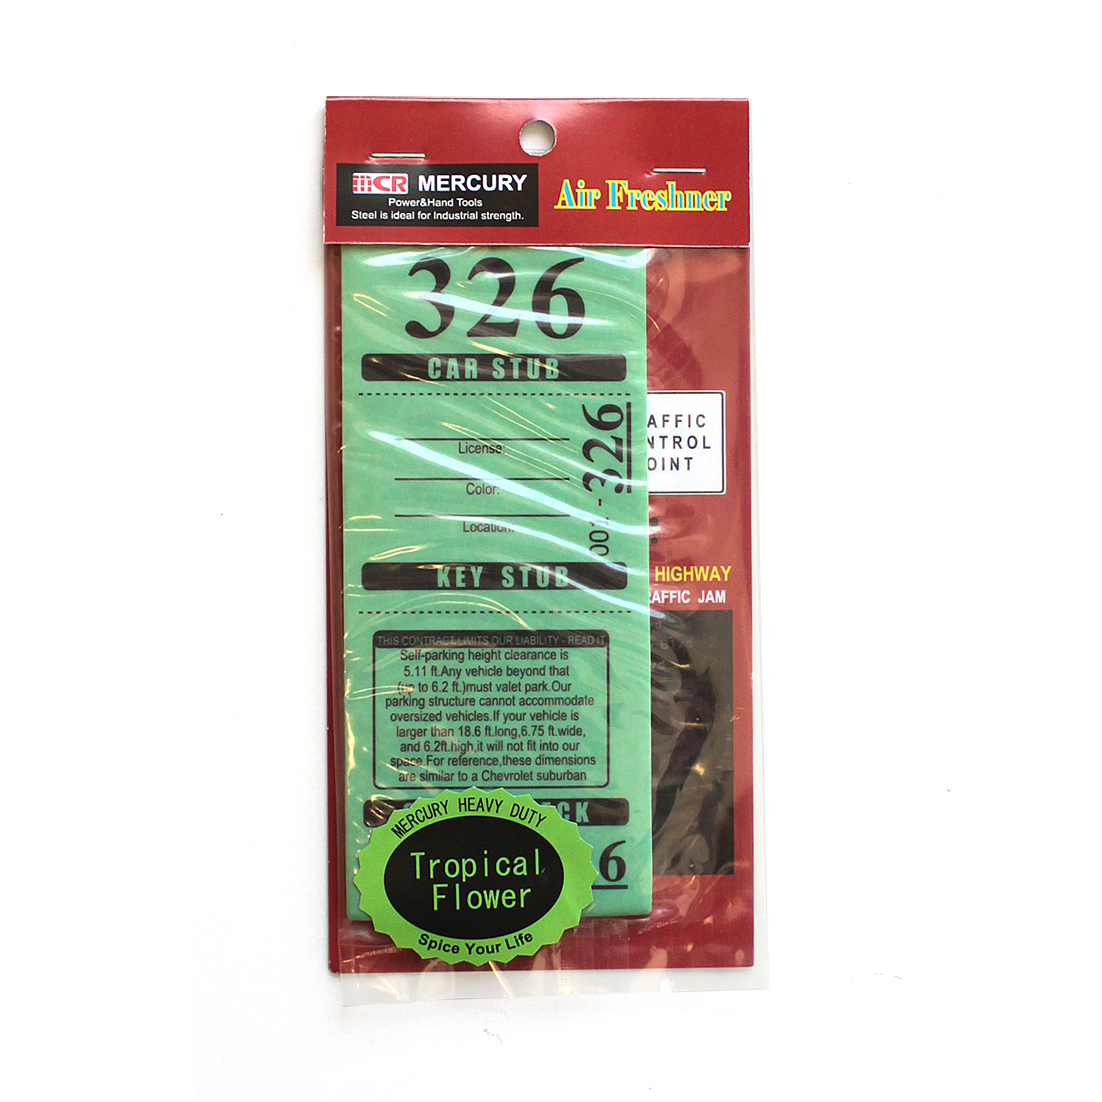 MCR MERCURY
Power&Hand Tools
Steel is ideal for Industrial strength.
Air Freshner
326
CAR STUB
License:
Color:
Location:
001 - 326
KEY STUB
AFFIC
NTROL
OINT
HIGHWAY
RAFFIC JAM
THIS CONTRACT LIMITS OUR LIABILITY - READ IT
Self-parking height clearance is
5.11 ft.Any vehicle beyond that
(up to 6.2 ft.)must valet park.Our
parking structure cannot accommodate
oversized vehicles.If your vehicle is
larger than 18.6 ft.long,6.75 ft.wide,
and 6.2ft.high,it will not fit into our
space.For reference,these dimensions
are similar to a Chevrolet suburban
CK
6
MERCURY HEAVY DUTY
Tropical
Flower
Spice Your Life